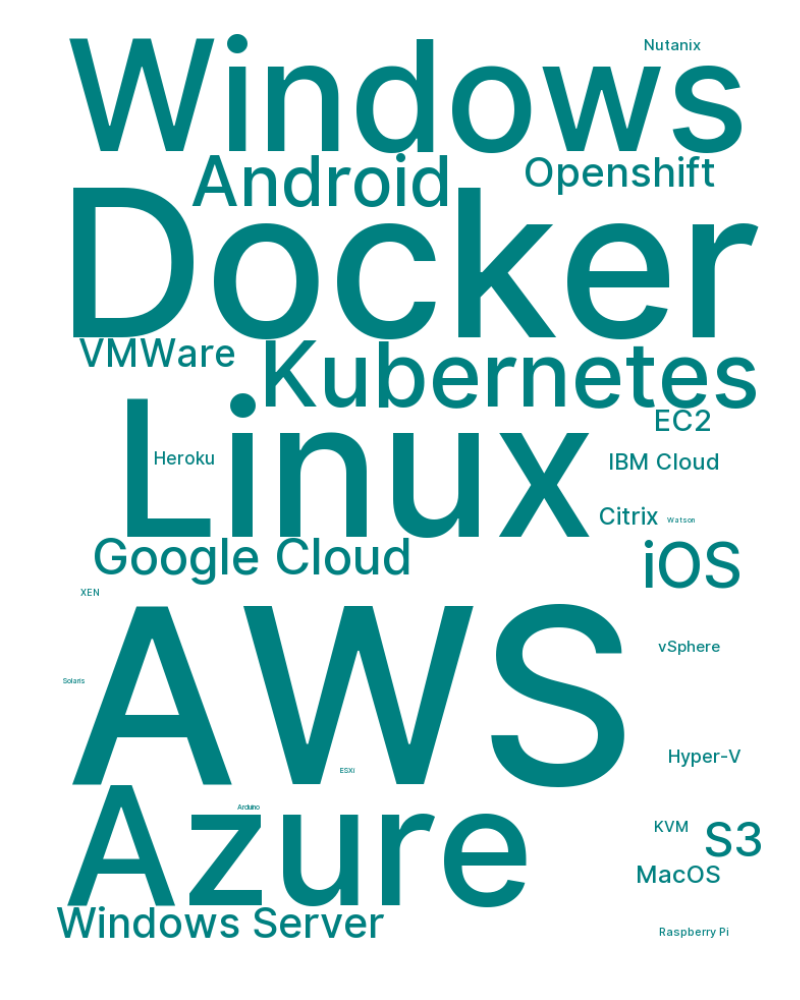 Nutanix
Windows
Android
Openshift
Docker
VMWare
Kubernetes
EC2
Linux
Heroku
IBM Cloud
Citrix
Watson
Google Cloud
iOS
XEN
AWS
vSphere
Solaris
Hyper-V
ESXI
Azure
Arduino
KVM
S3
MacOS
Windows Server
Raspberry Pi